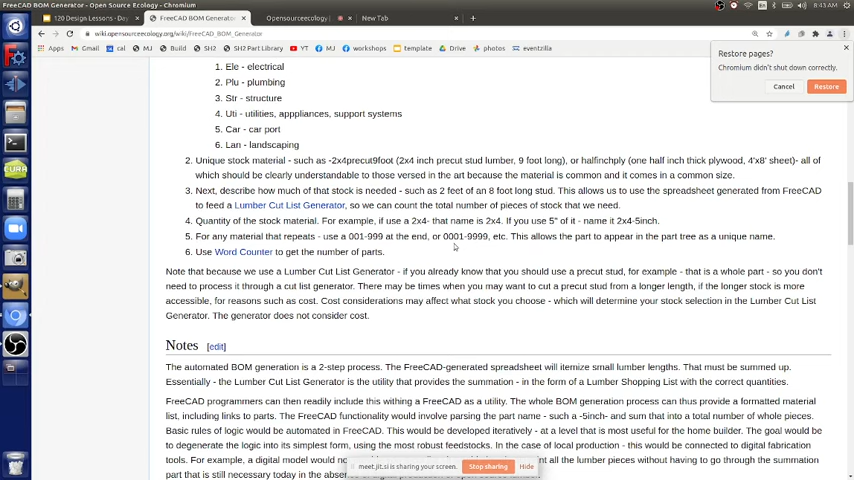 FreeCAD BOM Generator - Open Source Ecology - Chromium
8:43 AM
120 Design Lessons - Da
FreeCAD BOM Generator
Opensourceecology |
New Tab
wiki.opensourceecology.org/wiki/FreeCAD_BOM_Generator
Gmail
cal
MJ
Build
SH2
SH2 Part Library
YT
MJ
workshops
template
Drive
photos
eventzilla
Restore pages?
Chromium didn't shut down correctly.
Cancel
Restore
1. Ele - electrical
2. Plu - plumbing
3. Str - structure
4. Uti - utilities, apppliances, support systems
5. Car - car port
6. Lan - landscaping
2. Unique stock material - such as -2x4precut9foot (2x4 inch precut stud lumber, 9 foot long), or halfinchply (one half inch thick plywood, 4'x8' sheet)- all of
which should be clearly understandable to those versed in the art because the material is common and it comes in a common size.
3. Next, describe how much of that stock is needed - such as 2 feet of an 8 foot long stud. This allows us to use the spreadsheet generated from FreeCAD
to feed a Lumber Cut List Generator, so we can count the total number of pieces of stock that we need.
4. Quantity of the stock material. For example, if use a 2x4- that name is 2x4. If you use 5" of it - name it 2x4-5inch.
5. For any material that repeats - use a 001-999 at the end, or 0001-9999, etc. This allows the part to appear in the part tree as a unique name.
6. Use Word Counter to get the number of parts.
Note that because we use a Lumber Cut List Generator - if you already know that you should use a precut stud, for example - that is a whole part - so you don't
need to process it through a cut list generator. There may be times when you may want to cut a precut stud from a longer length, if the longer stock is more
accessible, for reasons such as cost. Cost considerations may affect what stock you choose - which will determine your stock selection in the Lumber Cut List
Generator. The generator does not consider cost.
Notes [edit]
The automated BOM generation is a 2-step process. The FreeCAD-generated spreadsheet will itemize small lumber lengths. That must be summed up.
Essentially - the Lumber Cut List Generator is the utility that provides the summation - in the form of a Lumber Shopping List with the correct quantities.
FreeCAD programmers can then readily include this withing a FreeCAD as a utility. The whole BOM generation process can thus provide a formatted material
list, including links to parts. The FreeCAD functionality would involve parsing the part name - such a -5inch- and sum that into a total number of whole pieces.
Basic rules of logic would be automated in FreeCAD. This would be developed iteratively - at a level that is most useful for the home builder. The goal would be
to degenerate the logic into its simplest form, using the most robust feedstocks. In the case of local production - this would be connected to digital fabrication
tools. For example, a digital model would no
nt all the lumber pieces without having to go through the summation
part that is still necessary today in the absence
meet.jit.si is sharing your screen.
Stop sharing
Hide